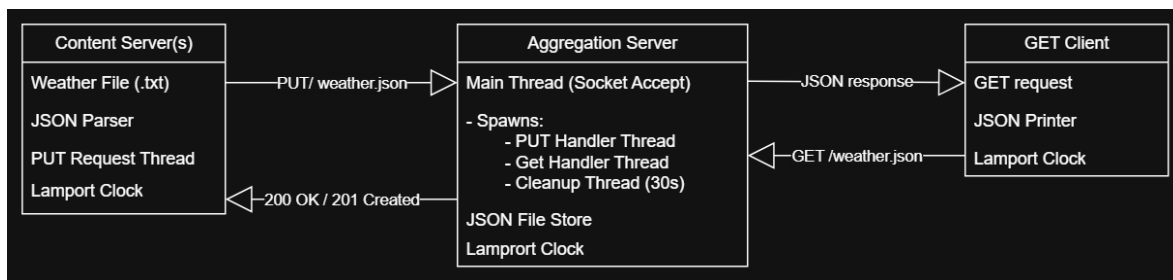 Content Server(s)
Weather File (.txt)
JSON Parser
PUT Request Thread
Lamport Clock
PUT/ weather.json
200 OK / 201 Created
Aggregation Server
Main Thread (Socket Accept)
- Spawns:
- PUT Handler Thread
- Get Handler Thread
- Cleanup Thread (30s)
JSON File Store
Lamprort Clock
JSON response
GET /weather.json
GET Client
GET request
JSON Printer
Lamport Clock